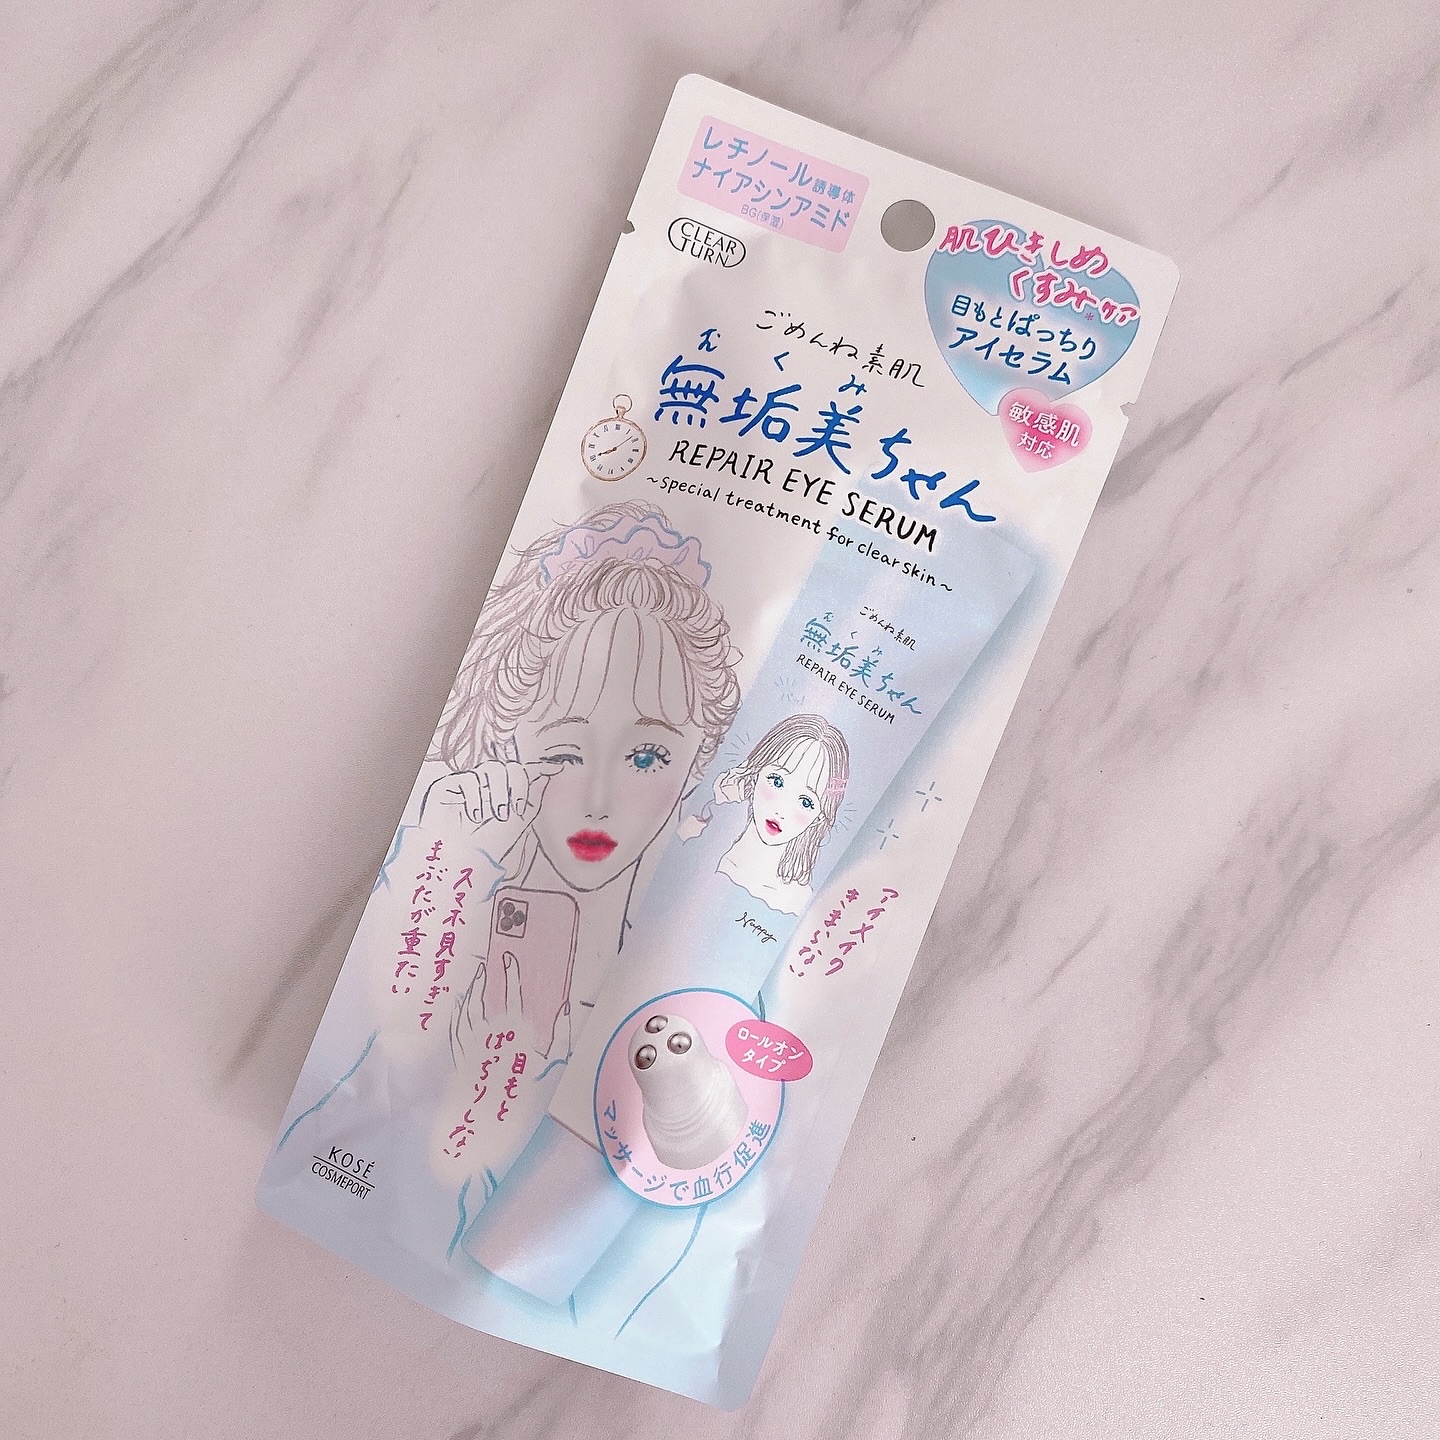 レチノール誘導体
ナイアシンアミド
BG(保湿)
CLEAR
TURN
肌ひきしめ
くすみ*ケア
目もとぱっちり
アイセラム
敏感肌
対応
ごめんね素肌
むくみ
無垢美ちゃん
REPAIR EYE SERUM
~special treatment for clear skin~
ごめんね素肌
むくみ
無垢美ちゃん
REPAIR EYE SERUM
Happy
スマホ見すぎて
まぶたが重たい
目もと
ぱっちりしない
アイメイク
きまらない
ロールオン
タイプ
マッサージで血行促進
KOSÉ
COSMEPORT